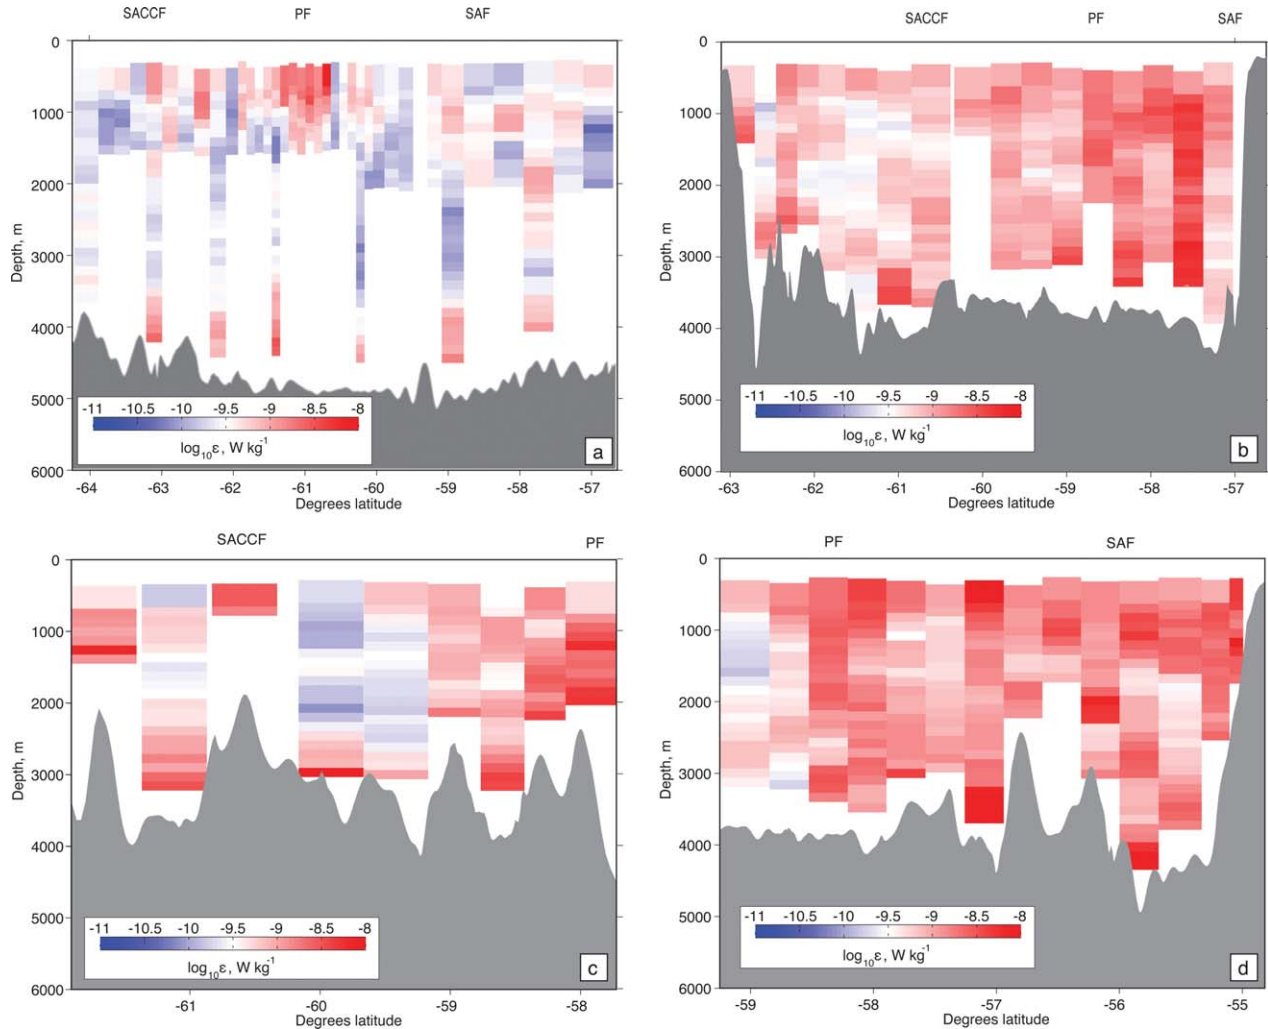 SACCF PF SAF
0
1000
2000
3000
4000
5000
6000
Depth, m
-11 -10.5 -10 -9.5 -9 -8.5 -8
log10ε, W kg-1
a
-64 -63 -62 -61 -60 -59 -58 -57
Degrees latitude
SACCF PF SAF
0
1000
2000
3000
4000
5000
6000
Depth, m
-11 -10.5 -10 -9.5 -9 -8.5 -8
log10ε, W kg-1
b
-63 -62 -61 -60 -59 -58 -57
Degrees latitude
SACCF PF
0
1000
2000
3000
4000
5000
6000
Depth, m
-11 -10.5 -10 -9.5 -9 -8.5 -8
log10ε, W kg-1
c
-61 -60 -59 -58
Degrees latitude
PF SAF
0
1000
2000
3000
4000
5000
6000
Depth, m
-11 -10.5 -10 -9.5 -9 -8.5 -8
log10ε, W kg-1
d
-59 -58 -57 -56 -55
Degrees latitude